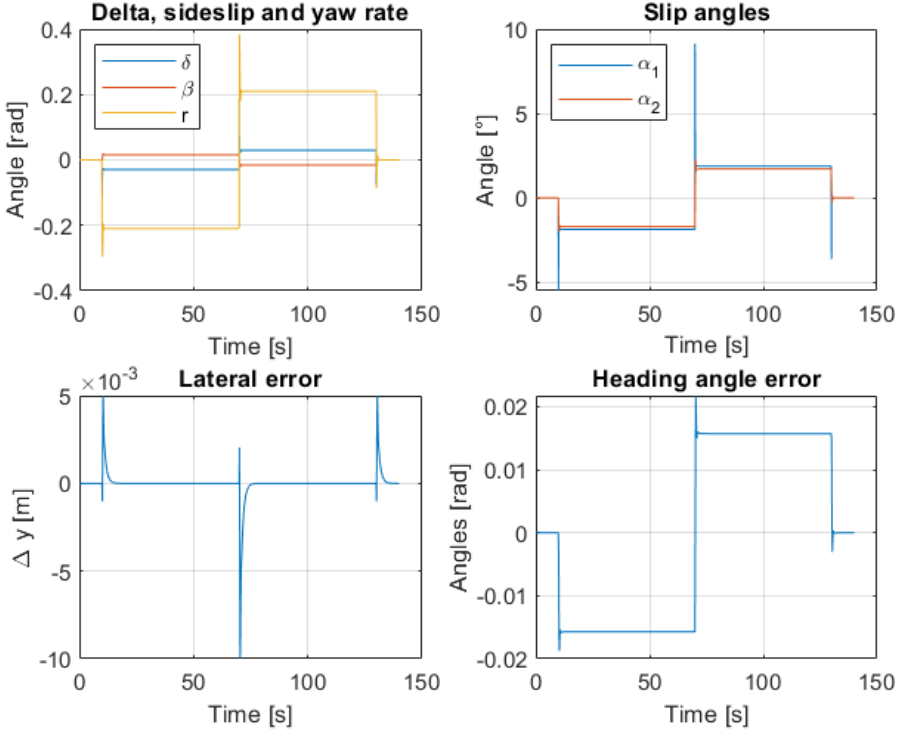 Delta, sideslip and yaw rate
0.4
0.2
0
-0.2
-0.4
Angle [rad]
δ
β
r
0
50
100
150
Time [s]
Slip angles
10
5
0
-5
Angle [°]
α1
α2
0
50
100
150
Time [s]
Lateral error
×10-3
5
0
-5
-10
Δ y [m]
0
50
100
150
Time [s]
Heading angle error
0.02
0.01
0
-0.01
-0.02
Angles [rad]
0
50
100
150
Time [s]